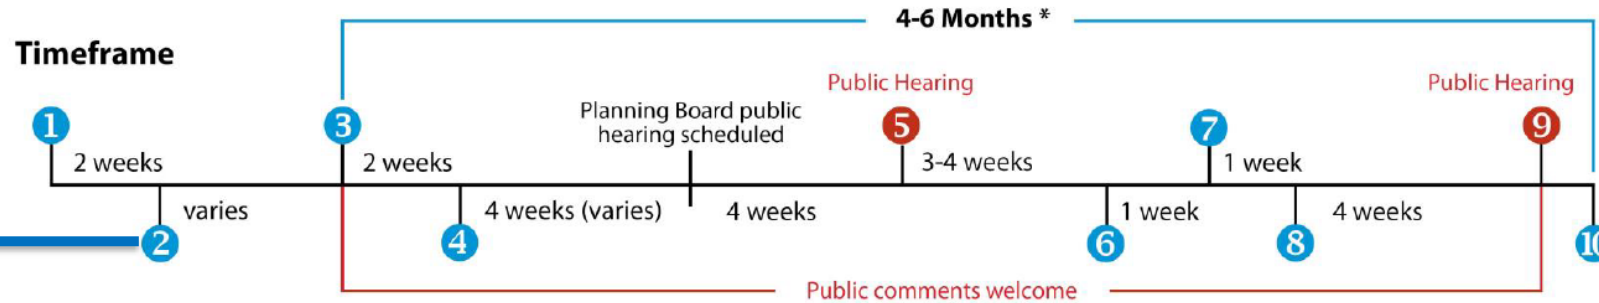 4-6 Months *
Timeframe
Public Hearing
Public Hearing
Planning Board public
hearing scheduled
1
3
5
7
9
2 weeks
2 weeks
3-4 weeks
1 week
varies
4 weeks (varies)
4 weeks
1 week
4 weeks
2
4
6
8
10
Public comments welcome